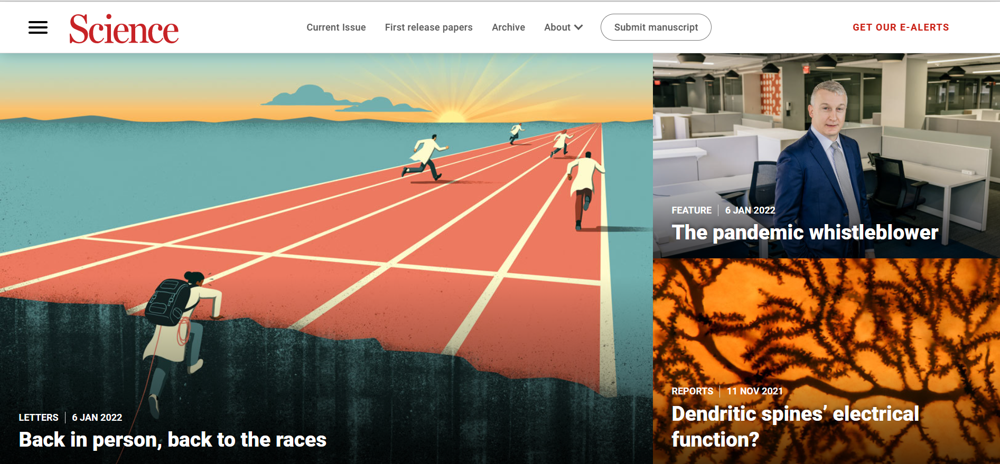 Science
Current Issue
First release papers
Archive
About
Submit manuscript
GET OUR E-ALERTS
LETTERS | 6 JAN 2022
Back in person, back to the races
FEATURE | 6 JAN 2022
The pandemic whistleblower
REPORTS | 11 NOV 2021
Dendritic spines’ electrical
function?